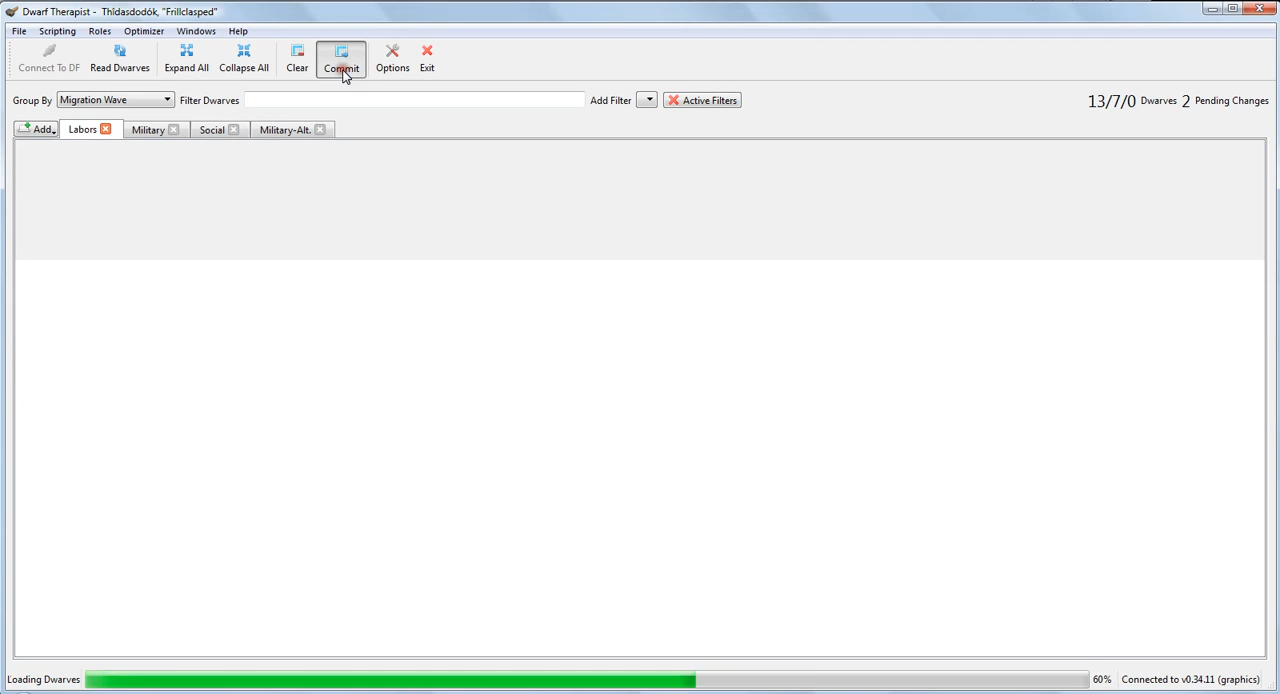 Dwarf Therapist - Thîdasdodók, "Frillclasped"
File Scripting Roles Optimizer Windows Help
Connect To DF Read Dwarves Expand All Collapse All Clear Commit Options Exit
Group By Migration Wave Filter Dwarves Add Filter Active Filters 13/7/0 Dwarves 2 Pending Changes
Add Labors Military Social Military-Alt.
Loading Dwarves 60% Connected to v0.34.11 (graphics)